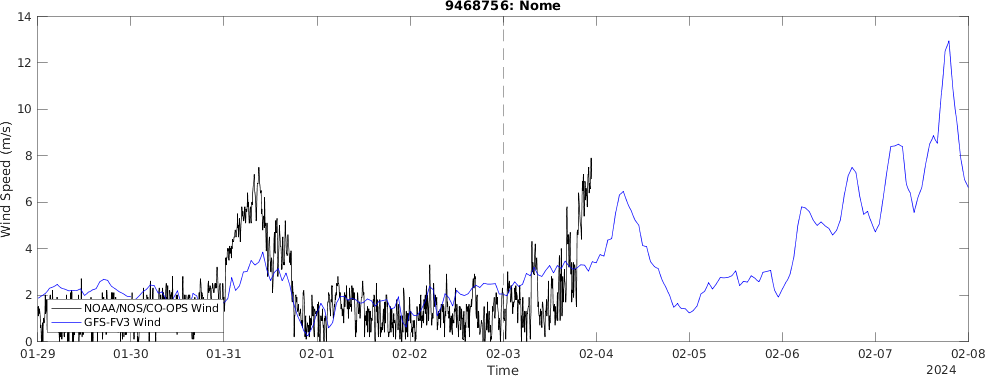 9468756: Nome
14
12
10
8
6
4
2
0
Wind Speed (m/s)
NOAA/NOS/CO-OPS Wind
GFS-FV3 Wind
01-29 01-30 01-31 02-01 02-02 02-03 02-04 02-05 02-06 02-07 02-08
Time
2024